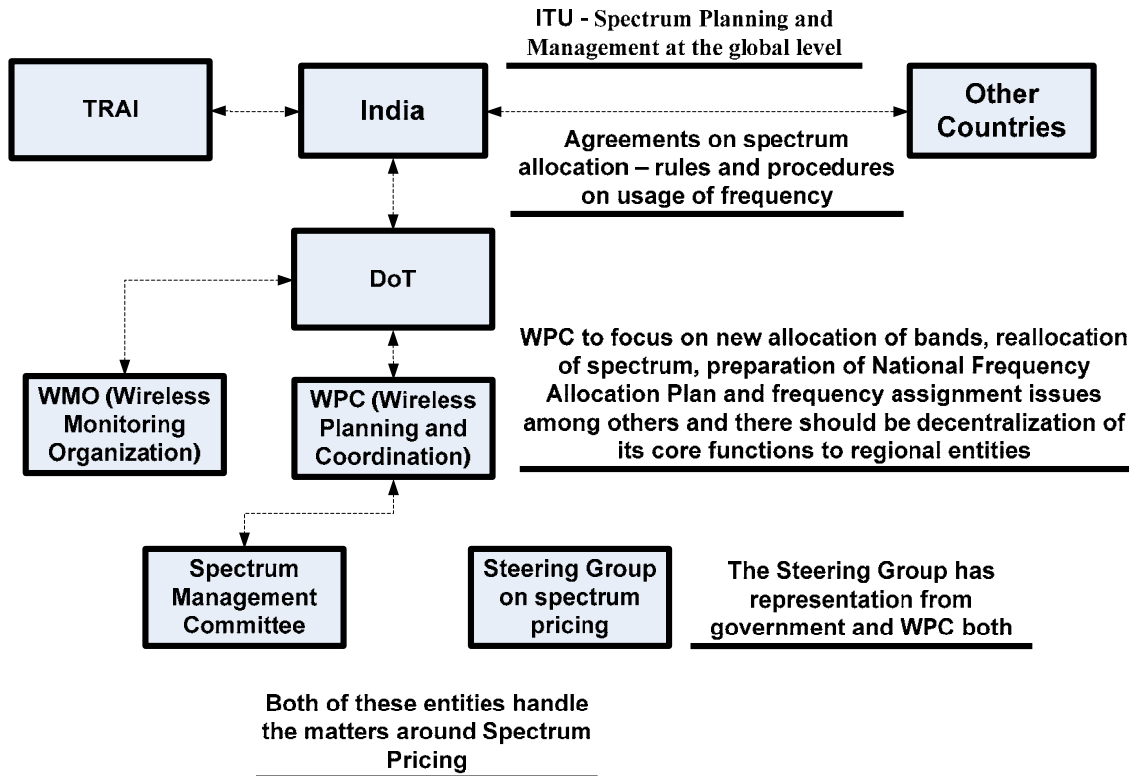 ITU - Spectrum Planning and
Management at the global level
TRAI
India
Other
Countries
Agreements on spectrum
allocation – rules and procedures
on usage of frequency
DoT
WPC to focus on new allocation of bands, reallocation
of spectrum, preparation of National Frequency
Allocation Plan and frequency assignment issues
among others and there should be decentralization of
its core functions to regional entities
WMO (Wireless
Monitoring
Organization)
WPC (Wireless
Planning and
Coordination)
Spectrum
Management
Committee
Steering Group
on spectrum
pricing
The Steering Group has
representation from
government and WPC both
Both of these entities handle
the matters around Spectrum
Pricing